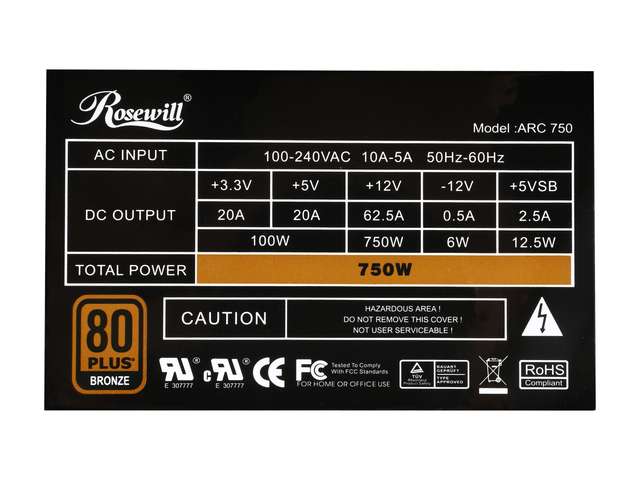 Rosewill®
Model :ARC 750
AC INPUT 100-240VAC 10A-5A 50Hz-60Hz
DC OUTPUT +3.3V +5V +12V -12V +5VSB
20A 20A 62.5A 0.5A 2.5A
100W 750W 6W 12.5W
TOTAL POWER 750W
80 PLUS® BRONZE
CAUTION
HAZARDOUS AREA !
DO NOT REMOVE THIS COVER !
NOT USER SERVICEABLE !
E 307777
c E 307777
CE
FC Tested To Comply
With FCC Standards
FOR HOME OR OFFICE USE
TÜV
BAUART GEPRÜFT
TYPE APPROVED
RoHS
Compliant